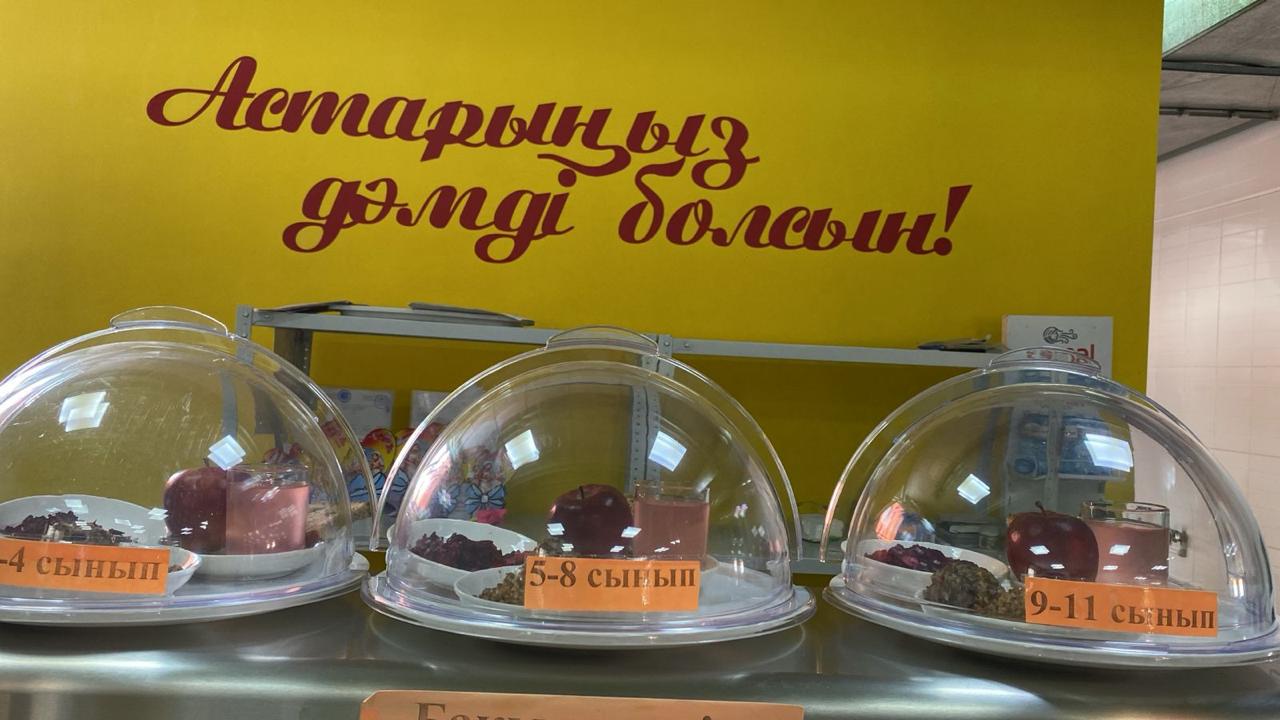 Астарыңыз
дәмді болсын!
-4 сынып
5-8 сынып
9-11 сынып